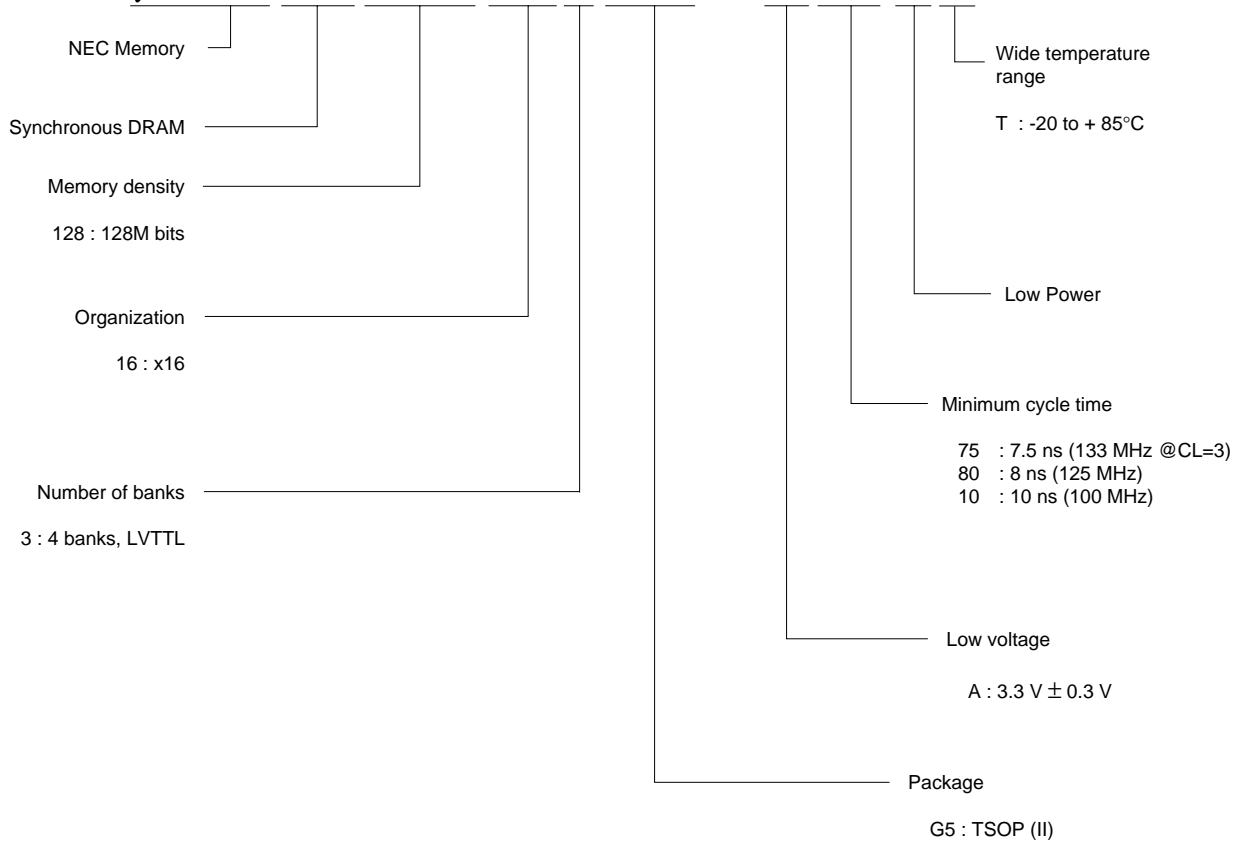 NEC Memory
Synchronous DRAM
Memory density
128 : 128M bits
Organization
16 : x16
Number of banks
3 : 4 banks, LVTTL
Wide temperature
range
T : -20 to + 85°C
Low Power
Minimum cycle time
75 : 7.5 ns (133 MHz @CL=3)
80 : 8 ns (125 MHz)
10 : 10 ns (100 MHz)
Low voltage
A : 3.3 V ± 0.3 V
Package
G5 : TSOP (II)